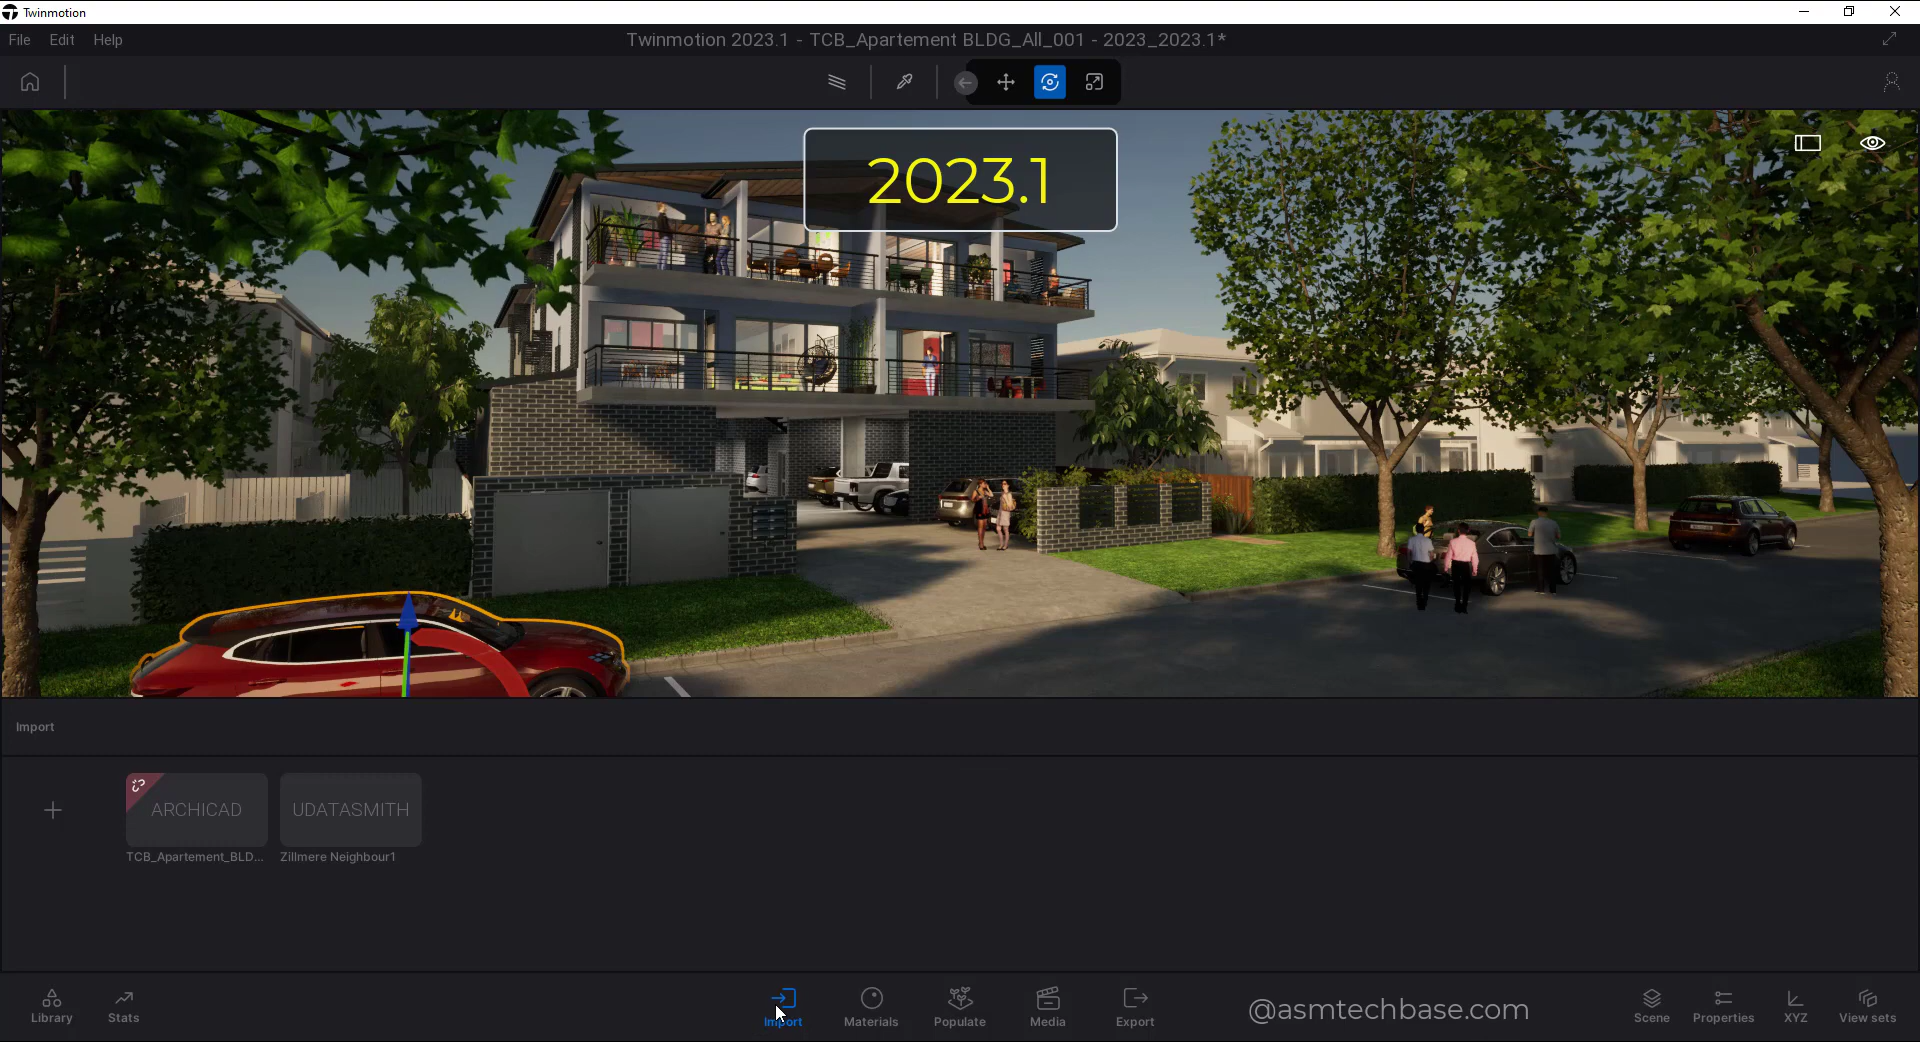 Twinmotion
File Edit Help
Twinmotion 2023.1 - TCB_Apartement BLDG_All_001 - 2023_2023.1*
2023.1
Import
ARCHICAD
UDATASMITH
TCB_Apartement_BLD...
Zillmere Neighbour1
Library
Stats
Import
Materials
Populate
Media
Export
@asmtechbase.com
Scene
Properties
XYZ
View sets